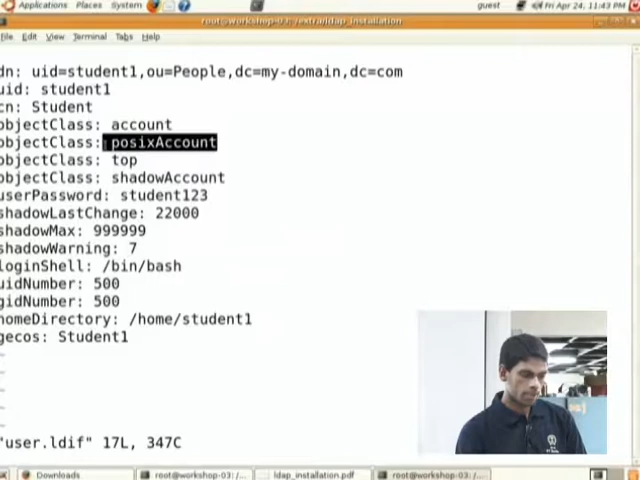 Applications Places System guest Fri Apr 24, 11:43 PM
root@workshop-03: /extra/ldap_installation
File Edit View Terminal Tabs Help
dn: uid=student1,ou=People,dc=my-domain,dc=com
uid: student1
cn: Student
objectClass: account
objectClass: posixAccount
objectClass: top
objectClass: shadowAccount
userPassword: student123
shadowLastChange: 22000
shadowMax: 999999
shadowWarning: 7
loginShell: /bin/bash
uidNumber: 500
gidNumber: 500
homeDirectory: /home/student1
gecos: Student1
~
~
~
~
~
"user.ldif" 17L, 347C
Downloads root@workshop-03: /... ldap_installation.pdf root@workshop-03: /...